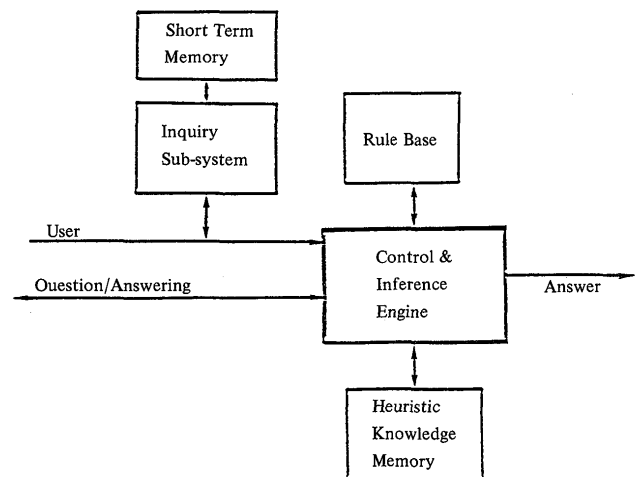 Short Term
Memory
Inquiry
Sub-system
Rule Base
User
Ouestion/Answering
Control &
Inference
Engine
Answer
Heuristic
Knowledge
Memory